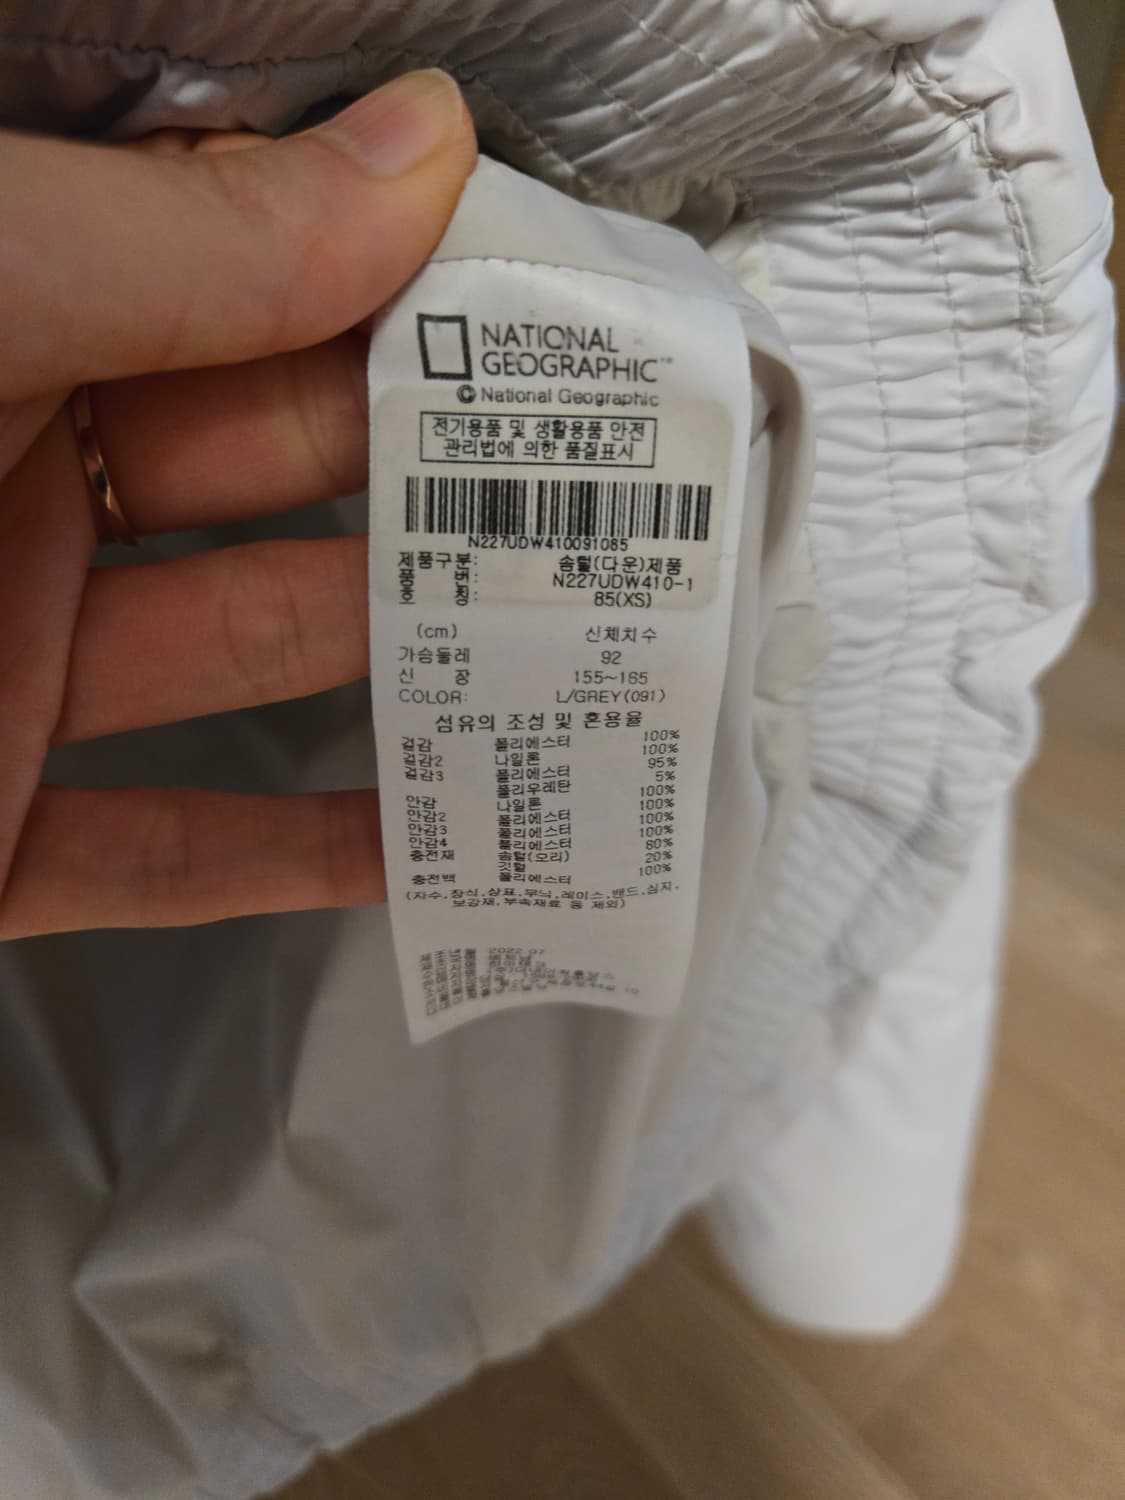 NATIONAL
GEOGRAPHIC™
© National Geographic
전기용품 및 생활용품 안전
관리법에 의한 품질표시
N227UDW410091085
제품구분: 솜털(다운)제품
품 번: N227UDW410-1
호 칭: 85(XS)
(cm) 신체치수
가슴둘레 92
신 장 155~165
COLOR: L/GREY(091)
섬유의 조성 및 혼용율
겉감 폴리에스터 100%
겉감2 나일론 100%
겉감3 폴리에스터 95%
폴리우레탄 5%
안감 나일론 100%
안감2 폴리에스터 100%
안감3 폴리에스터 100%
안감4 폴리에스터 100%
충전재 솜털(오리) 80%
깃털 20%
충전백 폴리에스터 100%
(자수,장식,상표,무늬,레이스,밴드,심지,
보강재,부속재료 등 제외)
2022.07